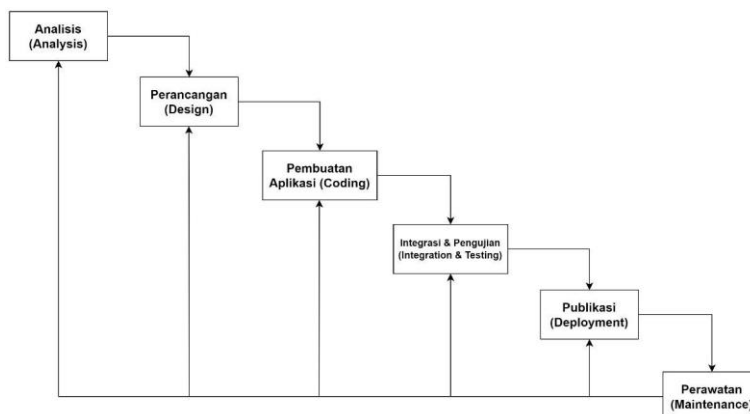 Analisis
(Analysis)
Perancangan
(Design)
Pembuatan
Aplikasi (Coding)
Integrasi & Pengujian
(Integration & Testing)
Publikasi
(Deployment)
Perawatan
(Maintenance)